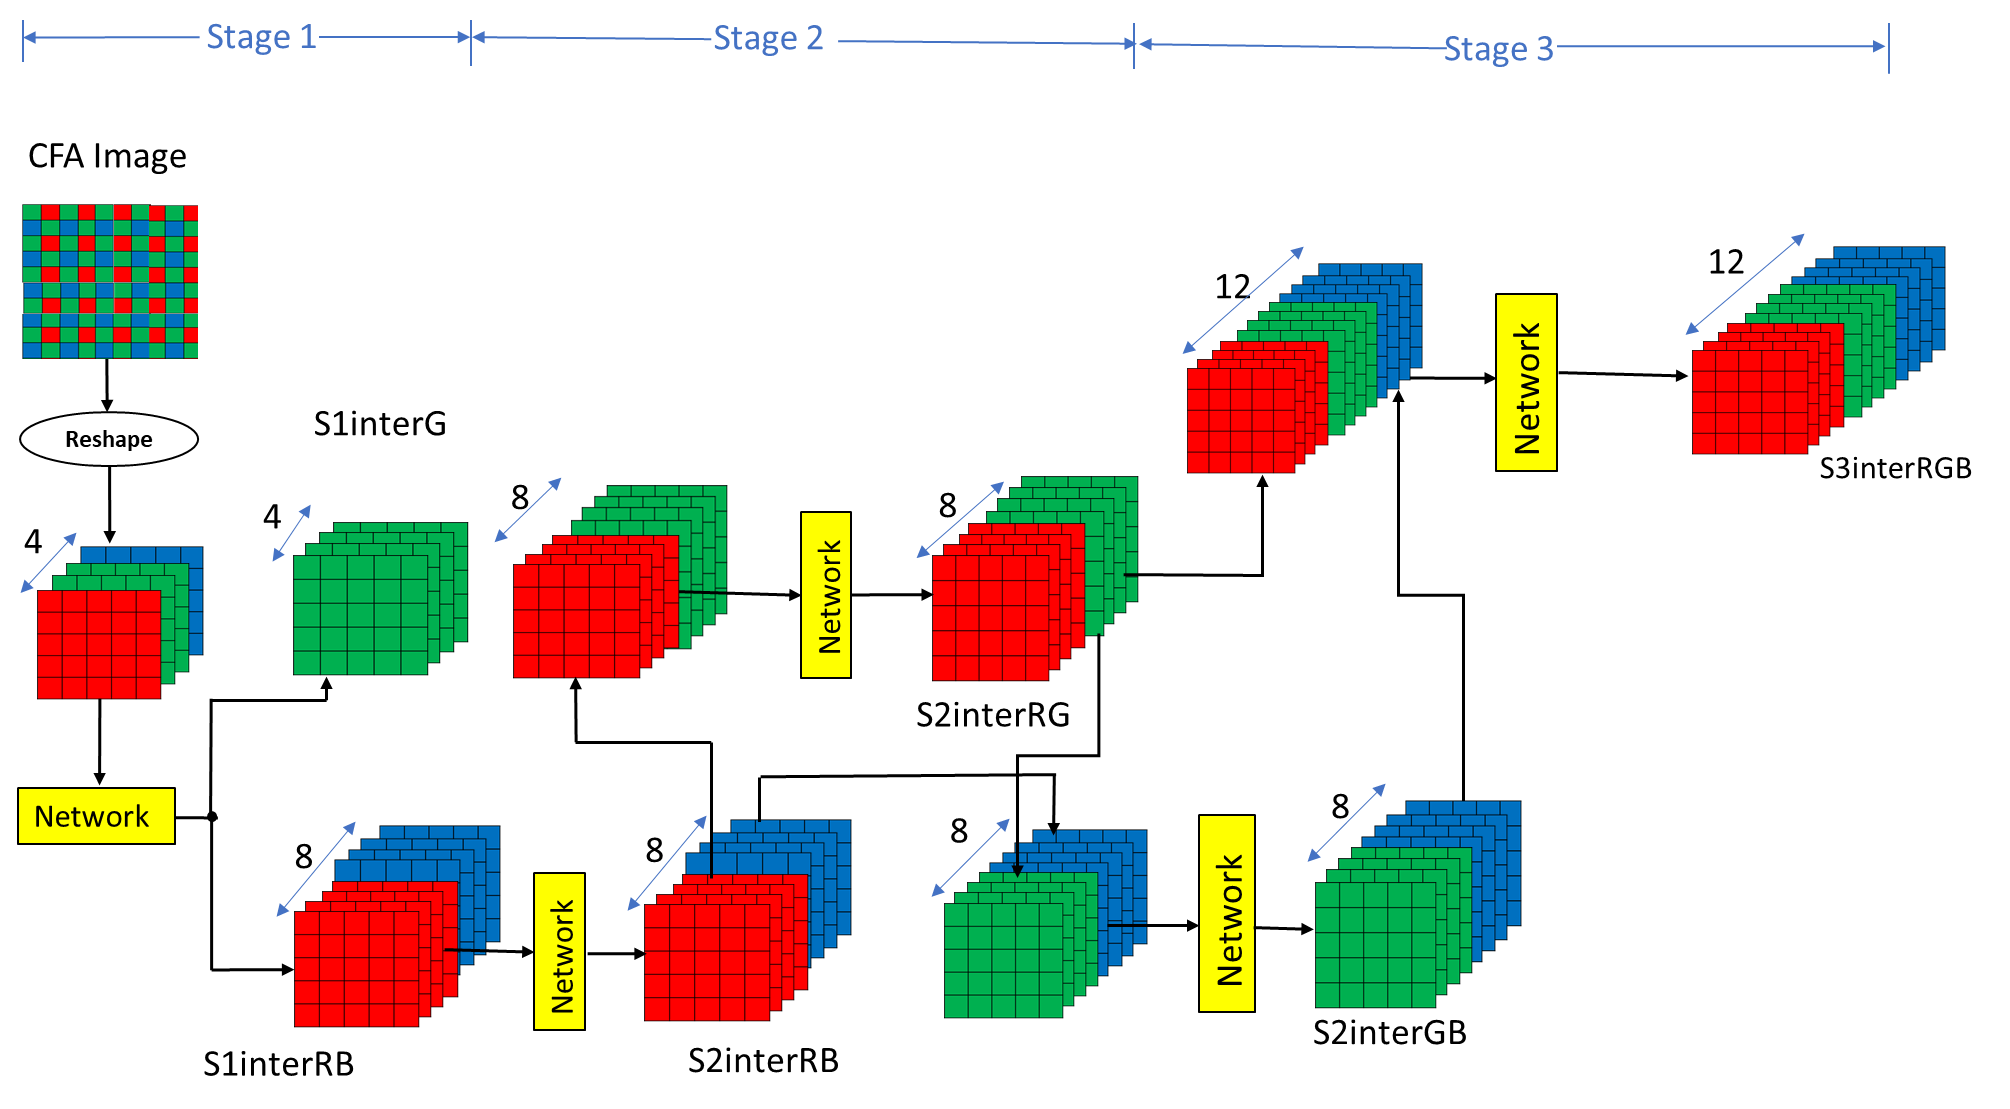 Stage 1
Stage 2
Stage 3
CFA Image
Reshape
4
Network
S1interG
4
8
S1interRB
8
Network
8
S2interRB
Network
8
S2interRG
8
Network
8
S2interGB
12
Network
12
S3interRGB